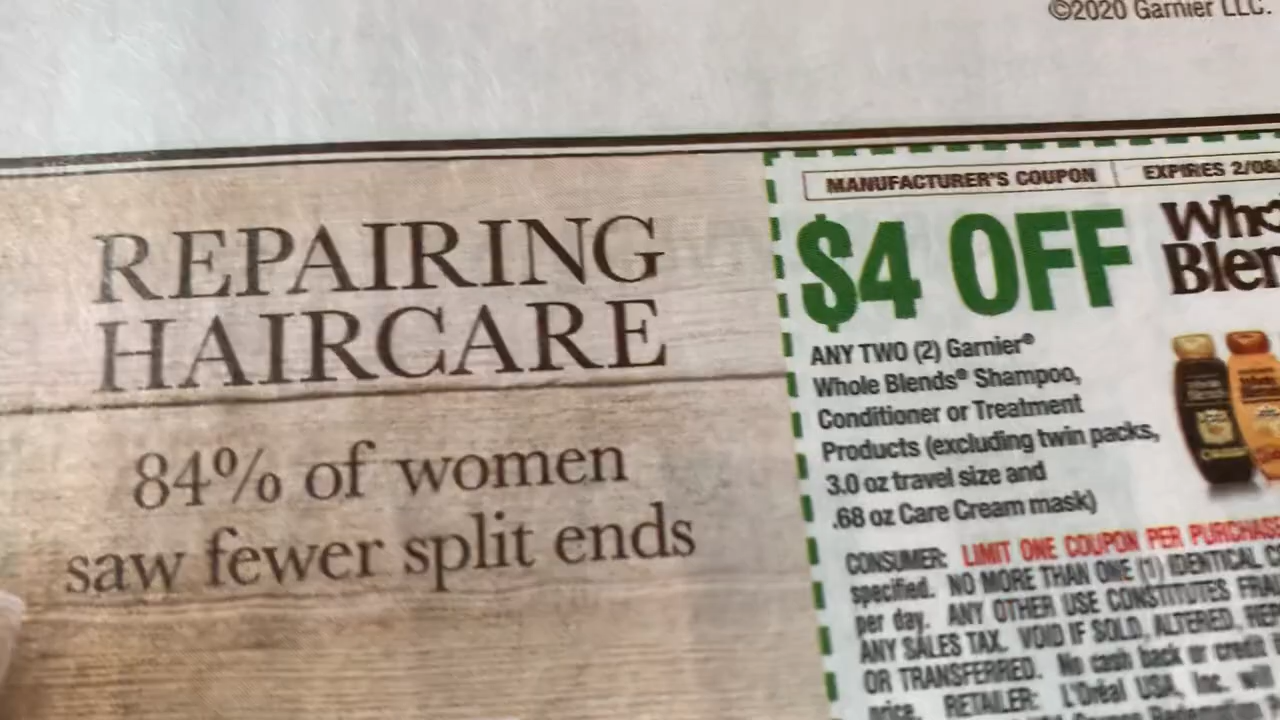 ©2020 Garnier LLC.
REPAIRING
HAIRCARE
84% of women
saw fewer split ends
MANUFACTURER'S COUPON
EXPIRES 2/08
$4 OFF
ANY TWO (2) Garnier®
Whole Blends® Shampoo,
Conditioner or Treatment
Products (excluding twin packs,
3.0 oz travel size and
.68 oz Care Cream mask)
CONSUMER: LIMIT ONE COUPON PER
specified. NO MORE THAN ONE (1) IDENTICAL
per day. ANY OTHER USE CONSTITUTES
ANY SALES TAX. VOID IF SOLD, ALTERED,
OR TRANSFERRED. No cash back or credit
price. RETAILER: L'Oréal USA, Inc. will